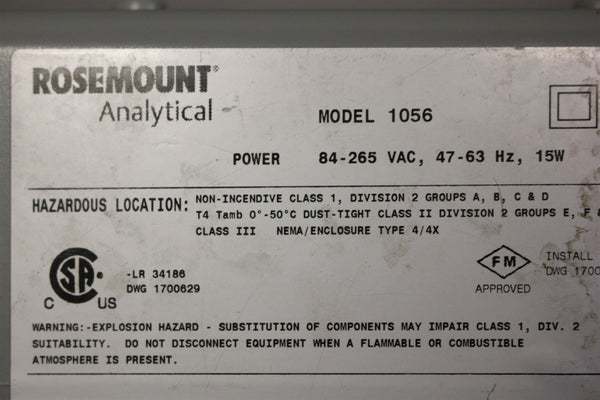 ROSEMOUNT®
Analytical
MODEL 1056
POWER 84-265 VAC, 47-63 Hz, 15W
HAZARDOUS LOCATION: NON-INCENDIVE CLASS 1, DIVISION 2 GROUPS A, B, C & D
T4 Tamb 0°-50°C DUST-TIGHT CLASS II DIVISION 2 GROUPS E, F &
CLASS III NEMA/ENCLOSURE TYPE 4/4X
C SA US
-LR 34186
DWG 1700629
FM
APPROVED
INSTALL
DWG 1700
WARNING:-EXPLOSION HAZARD - SUBSTITUTION OF COMPONENTS MAY IMPAIR CLASS 1, DIV. 2
SUITABILITY. DO NOT DISCONNECT EQUIPMENT WHEN A FLAMMABLE OR COMBUSTIBLE
ATMOSPHERE IS PRESENT.